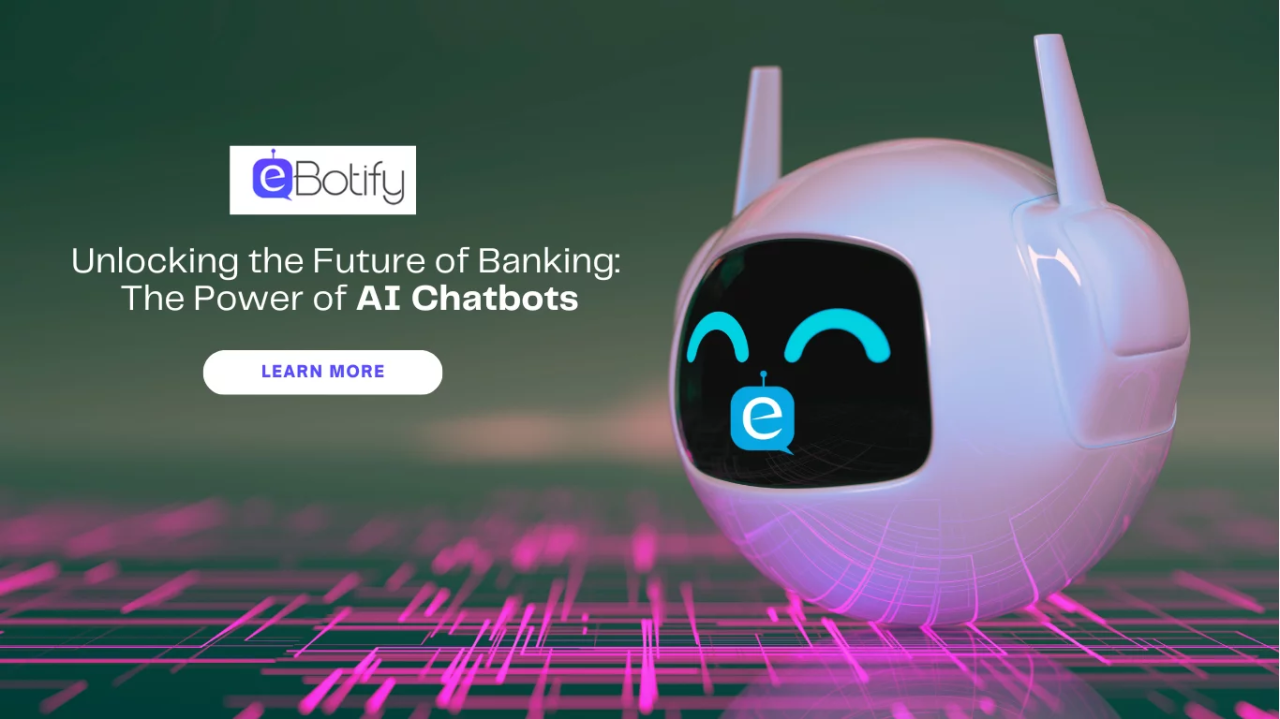 eBotify
Unlocking the Future of Banking:
The Power of AI Chatbots
LEARN MORE
e